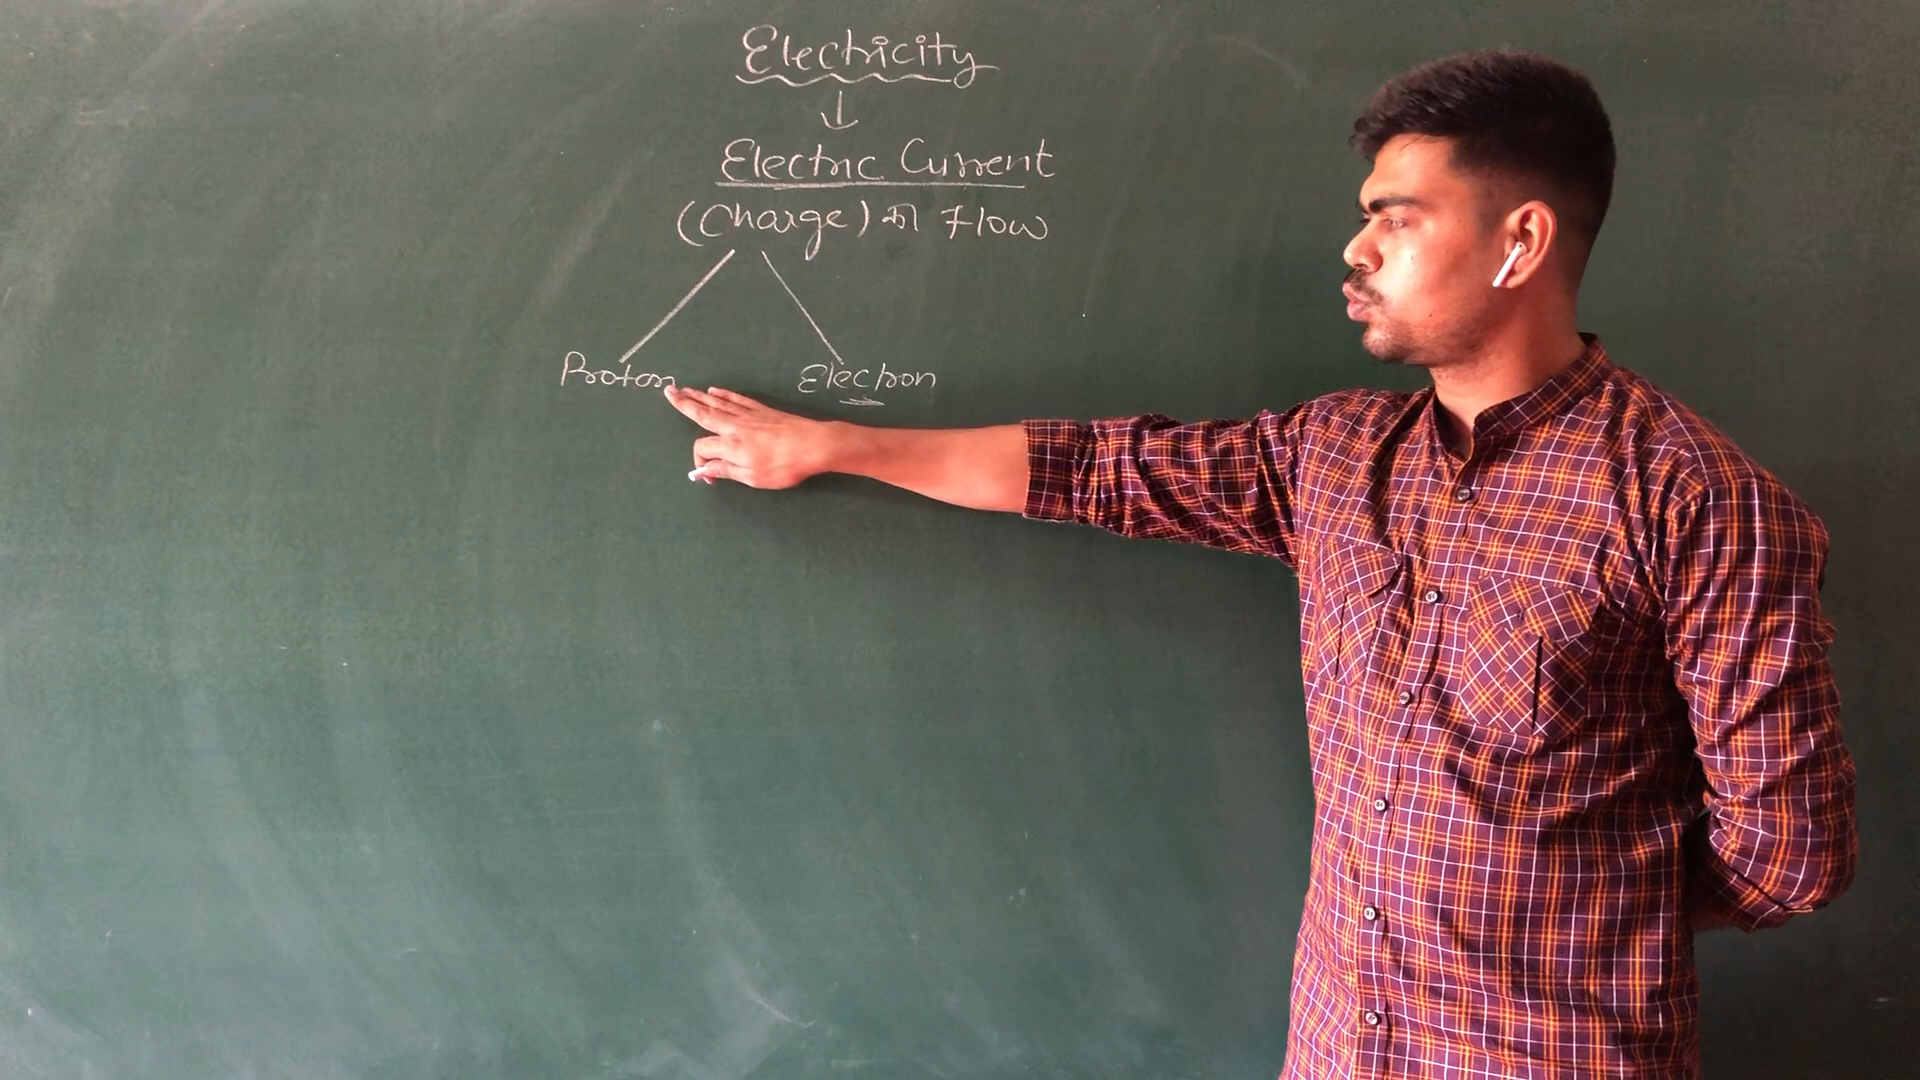 Electricity
↓
Electric Current
(Charge) का Flow
Proton Electron